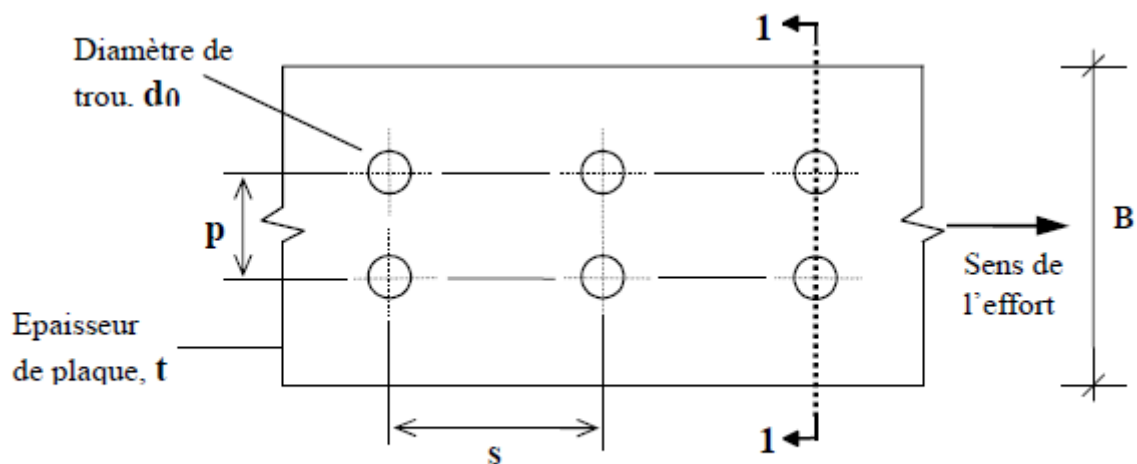 1
Diamètre de
trou. d0
p
B
Sens de
l'effort
Epaisseur
de plaque, t
1
s